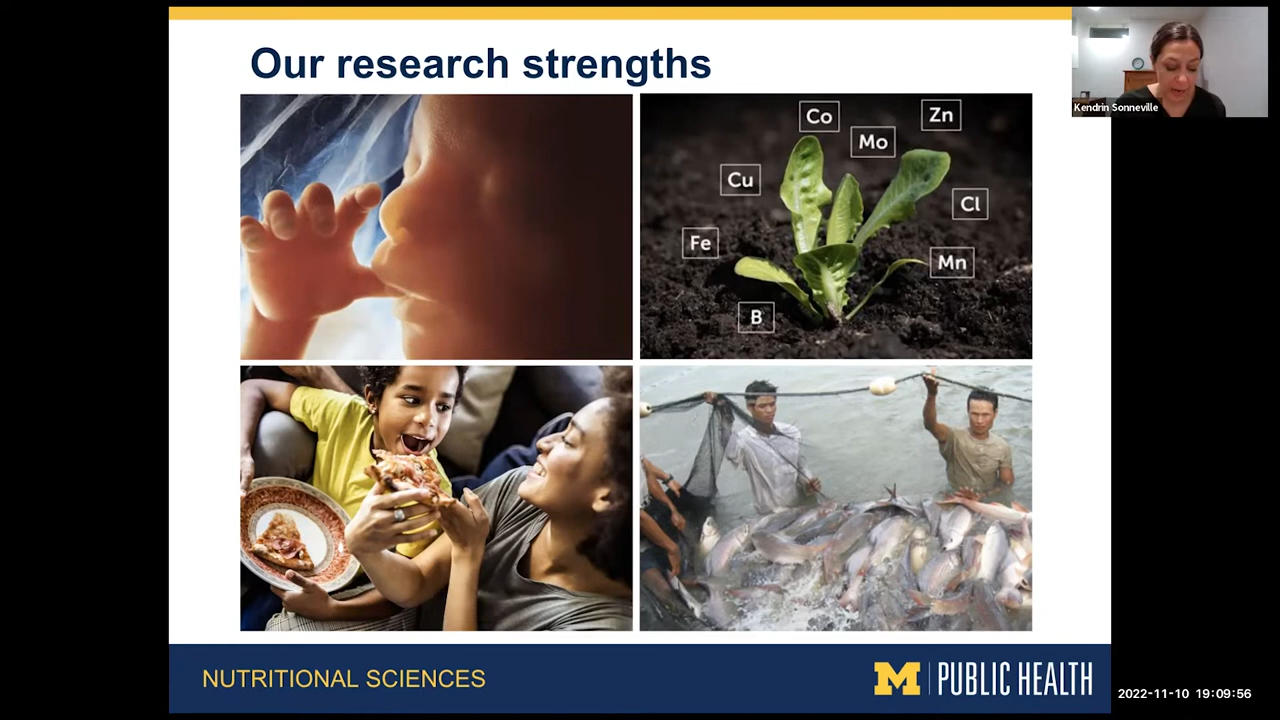 Our research strengths
Kendrin Sonneville
Co
Zn
Mo
Cu
Cl
Fe
Mn
B
NUTRITIONAL SCIENCES
M | PUBLIC HEALTH
2022-11-10 19:09:56